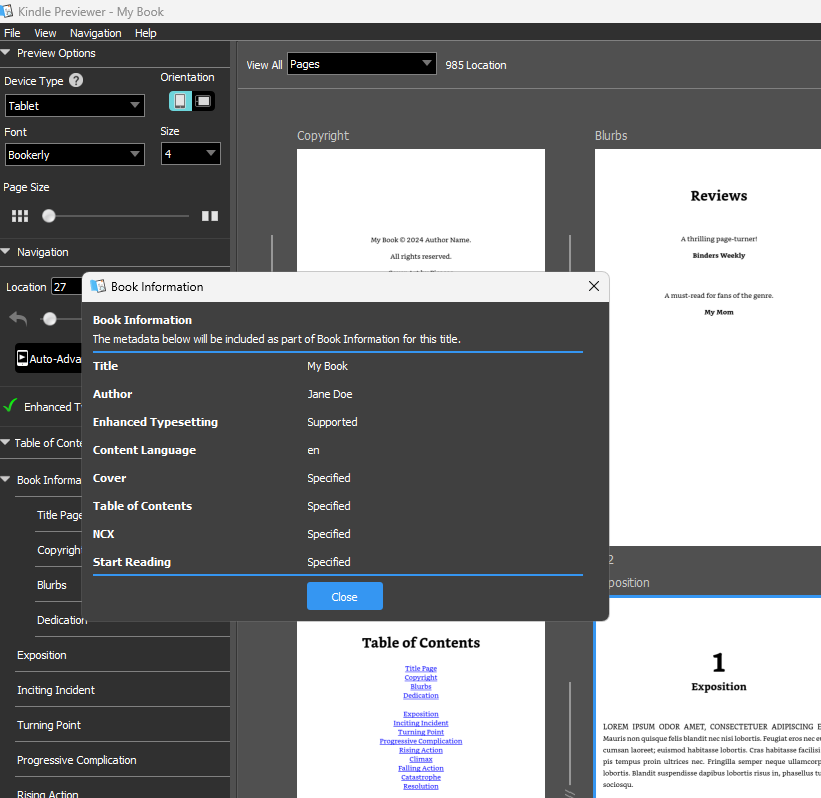 Kindle Previewer - My Book
File View Navigation Help
Preview Options
Device Type ?
Orientation
Tablet
Font
Size
Bookerly
4
Page Size
Navigation
Location 27
Auto-Adva
Enhanced Ty
Table of Conte
Book Informa
Title Page
Copyright
Blurbs
Dedication
Exposition
Inciting Incident
Turning Point
Progressive Complication
Rising Action
View All Pages 985 Location
Copyright
My Book © 2024 Author Name.
All rights reserved.
Blurbs
Reviews
A thrilling page-turner!
Binders Weekly
A must-read for fans of the genre.
My Mom
Book Information
Book Information
The metadata below will be included as part of Book Information for this title.
Title My Book
Author Jane Doe
Enhanced Typesetting Supported
Content Language en
Cover Specified
Table of Contents Specified
NCX Specified
Start Reading Specified
Close
Table of Contents
Title Page
Copyright
Blurbs
Dedication
Exposition
Inciting Incident
Turning Point
Progressive Complication
Rising Action
Climax
Falling Action
Catastrophe
Resolution
2
position
1
Exposition
LOREM IPSUM ODOR AMET, CONSECTETUER ADIPISCING E
Mauris non quisque felis blandit nec nisi lobortis. Feugiat eros nec eu
cumsan laoreet; euismod habitasse lobortis. Cras habitasse facilisi
pis tempus proin ultrices nec. Fringilla semper neque ullamcorp
lobortis. Blandit suspendisse dapibus lobortis risus in, phasellus tu
sociosqu.